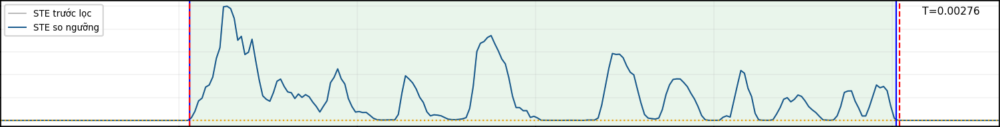 STE trước lọc
STE so ngưỡng
T=0.00276